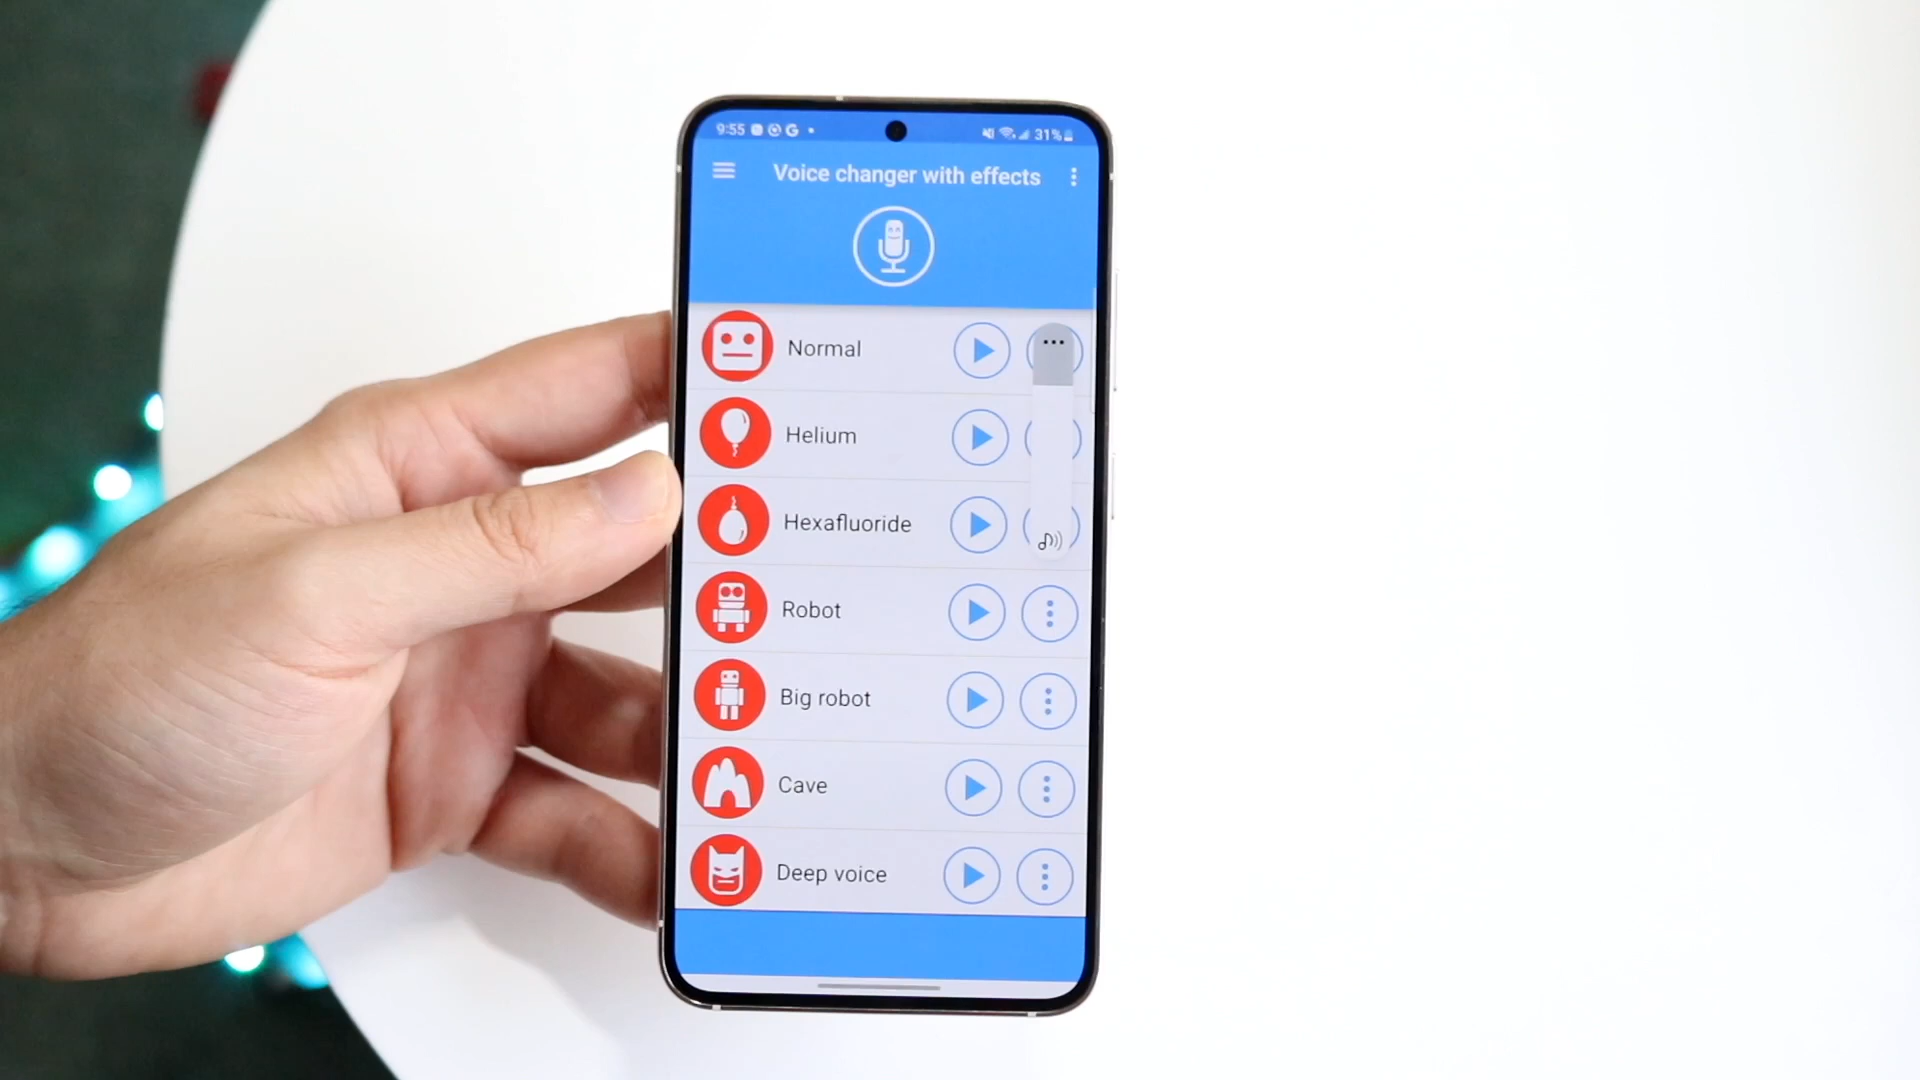 9:55 G 31%
Voice changer with effects
Normal
Helium
Hexafluoride
Robot
Big robot
Cave
Deep voice